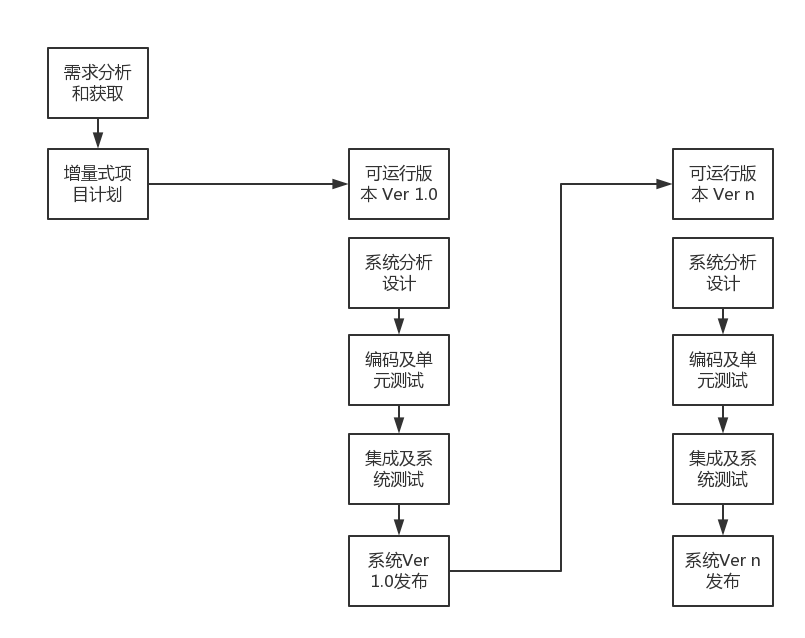 需求分析
和获取
增量式项
目计划
可运行版
本 Ver 1.0
系统分析
设计
编码及单
元测试
集成及系
统测试
系统Ver
1.0发布
可运行版
本 Ver n
系统分析
设计
编码及单
元测试
集成及系
统测试
系统Ver n
发布